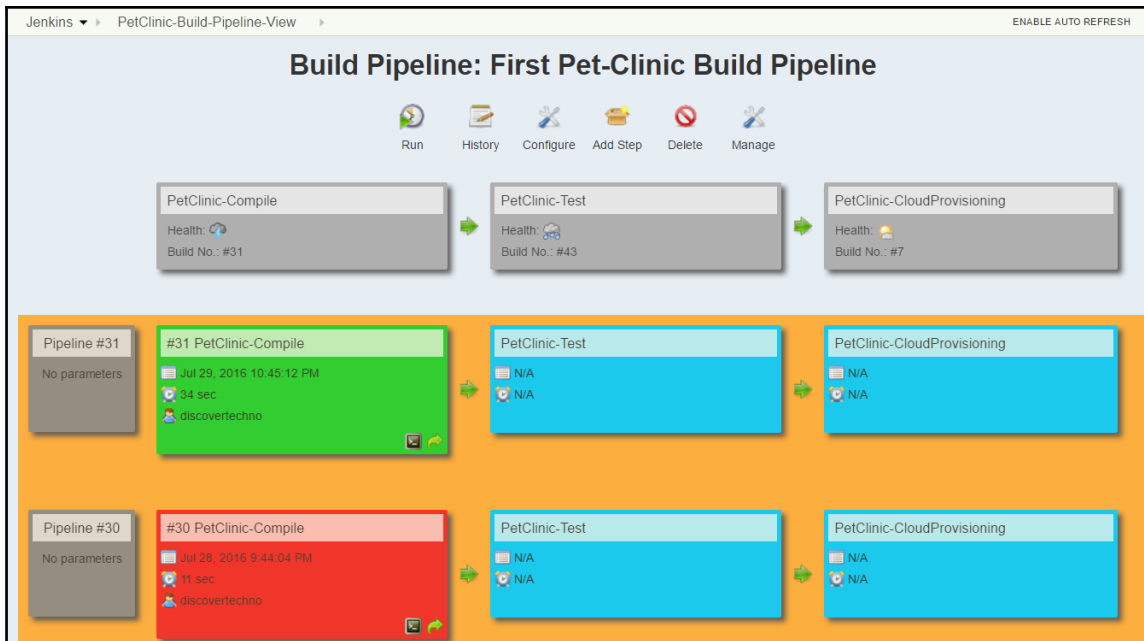 Jenkins PetClinic-Build-Pipeline-View ENABLE AUTO REFRESH
Build Pipeline: First Pet-Clinic Build Pipeline
Run History Configure Add Step Delete Manage
PetClinic-Compile PetClinic-Test PetClinic-CloudProvisioning
Health: Health: Health:
Build No.: #31 Build No.: #43 Build No.: #7
Pipeline #31 #31 PetClinic-Compile PetClinic-Test PetClinic-CloudProvisioning
No parameters Jul 29, 2016 10:45:12 PM N/A N/A
34 sec N/A N/A
discovertechno
Pipeline #30 #30 PetClinic-Compile PetClinic-Test PetClinic-CloudProvisioning
No parameters Jul 28, 2016 9:44:04 PM N/A N/A
11 sec N/A N/A
discovertechno